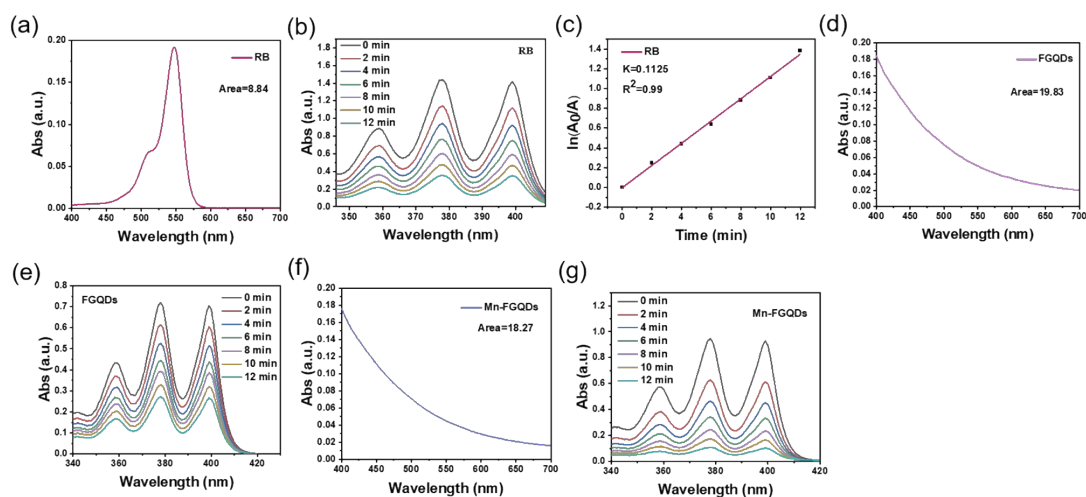 (a)
RB
Area=8.84
Abs (a.u.)
0.20
0.15
0.10
0.05
0.00
400 450 500 550 600 650 700
Wavelength (nm)
(b)
0 min
2 min
4 min
6 min
8 min
10 min
12 min
RB
Abs (a.u.)
1.8
1.6
1.4
1.2
1.0
0.8
0.6
0.4
0.2
0.0
350 360 370 380 390 400
Wavelength (nm)
(c)
RB
K=0.1125
R2=0.99
ln(A0/A)
1.4
1.2
1.0
0.8
0.6
0.4
0.2
0.0
-0.2
0 2 4 6 8 10 12
Time (min)
(d)
FGQDs
Area=19.83
Abs (a.u.)
0.20
0.18
0.16
0.14
0.12
0.10
0.08
0.06
0.04
0.02
0.00
400 450 500 550 600 650 700
Wavelength (nm)
(e)
FGQDs
0 min
2 min
4 min
6 min
8 min
10 min
12 min
Abs (a.u.)
0.8
0.7
0.6
0.5
0.4
0.3
0.2
0.1
0.0
340 360 380 400 420
Wavelength (nm)
(f)
Mn-FGQDs
Area=18.27
Abs (a.u.)
0.20
0.18
0.16
0.14
0.12
0.10
0.08
0.06
0.04
0.02
0.00
400 450 500 550 600 650 700
Wavelength (nm)
(g)
0 min
2 min
4 min
6 min
8 min
10 min
12 min
Mn-FGQDs
Abs (a.u.)
1.2
1.0
0.8
0.6
0.4
0.2
0.0
340 360 380 400 420
Wavelength (nm)